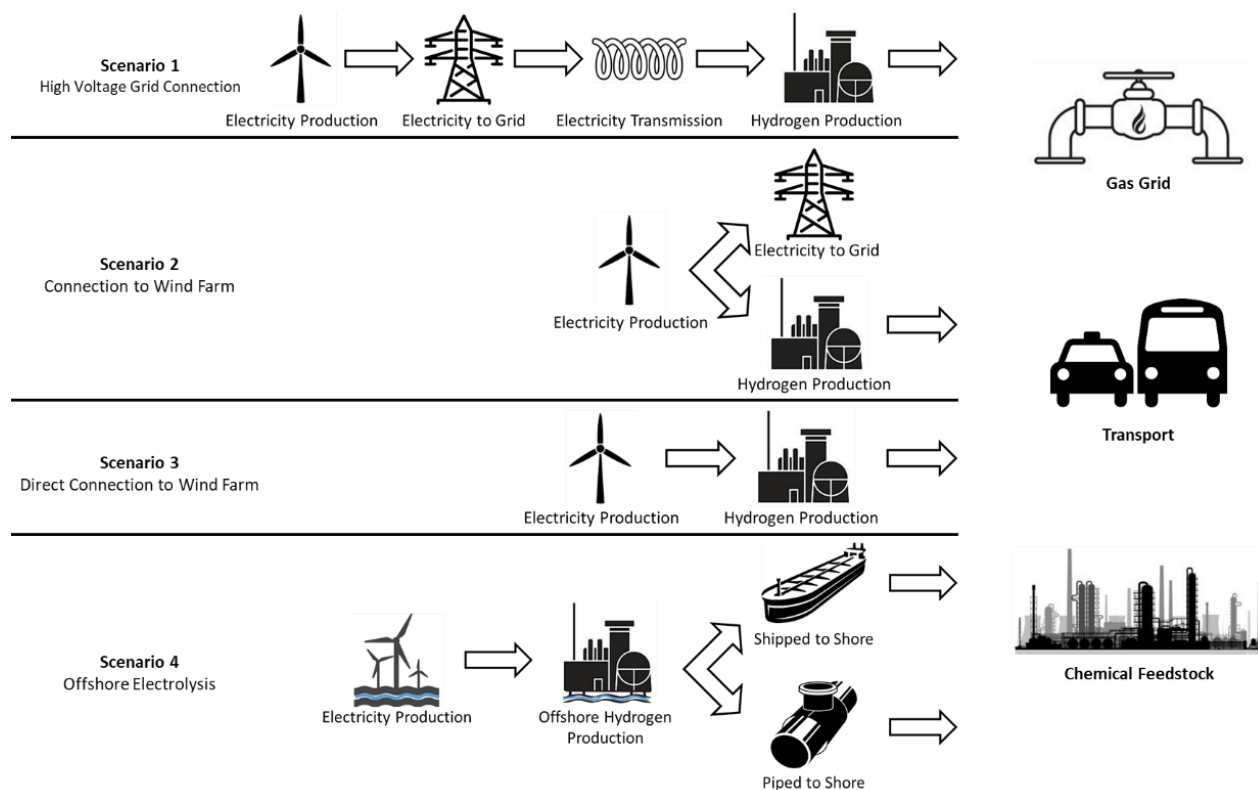 Scenario 1
High Voltage Grid Connection
Electricity Production
Electricity to Grid
Electricity Transmission
Hydrogen Production
Gas Grid
Scenario 2
Connection to Wind Farm
Electricity Production
Electricity to Grid
Hydrogen Production
Transport
Scenario 3
Direct Connection to Wind Farm
Electricity Production
Hydrogen Production
Scenario 4
Offshore Electrolysis
Electricity Production
Offshore Hydrogen
Production
Shipped to Shore
Piped to Shore
Chemical Feedstock